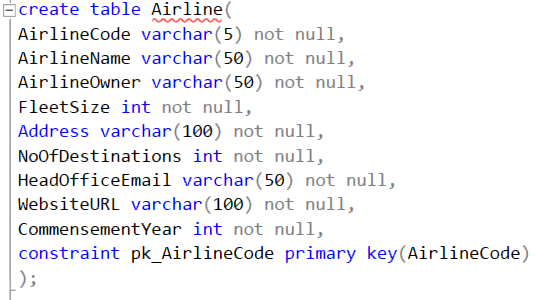 create table Airline(
AirlineCode varchar(5) not null,
AirlineName varchar(50) not null,
AirlineOwner varchar(50) not null,
FleetSize int not null,
Address varchar(100) not null,
NoOfDestinations int not null,
HeadOfficeEmail varchar(50) not null,
WebsiteURL varchar(100) not null,
CommensementYear int not null,
constraint pk_AirlineCode primary key(AirlineCode)
);